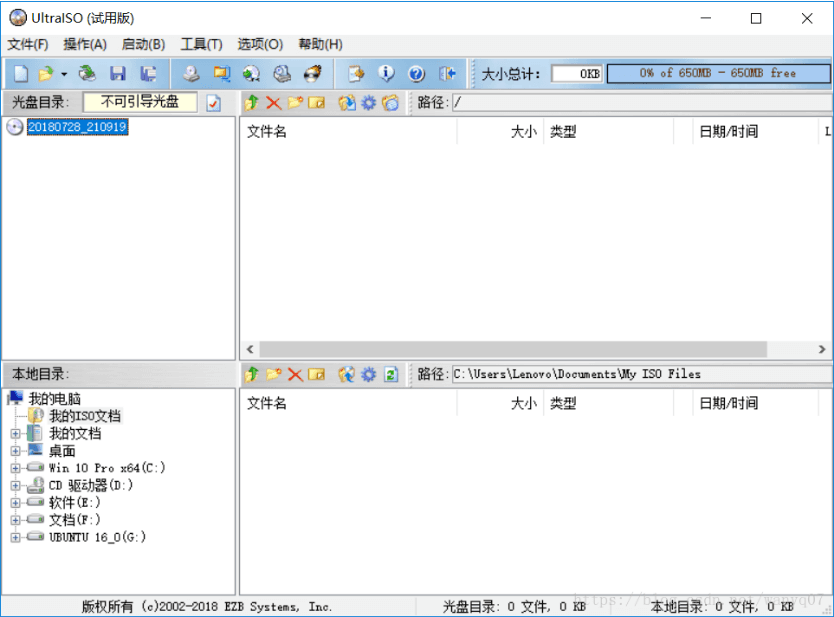 UltraISO (试用版)
文件(F) 操作(A) 启动(B) 工具(T) 选项(O) 帮助(H)
大小总计: 0KB 0% of 650MB - 650MB free
光盘目录: 不可引导光盘 路径: /
20180728_210919
文件名 大小 类型 日期/时间 L
本地目录: 路径: C:\Users\Lenovo\Documents\My ISO Files
我的电脑
文件名 大小 类型 日期/时间
我的ISO文档
我的文档
桌面
Win 10 Pro x64(C:)
CD 驱动器(D:)
软件(E:)
文档(F:)
UBUNTU 16_0(G:)
版权所有 (c)2002-2018 EZB Systems, Inc. 光盘目录: 0 文件, 0 KB 本地目录: 0 文件, 0 KB